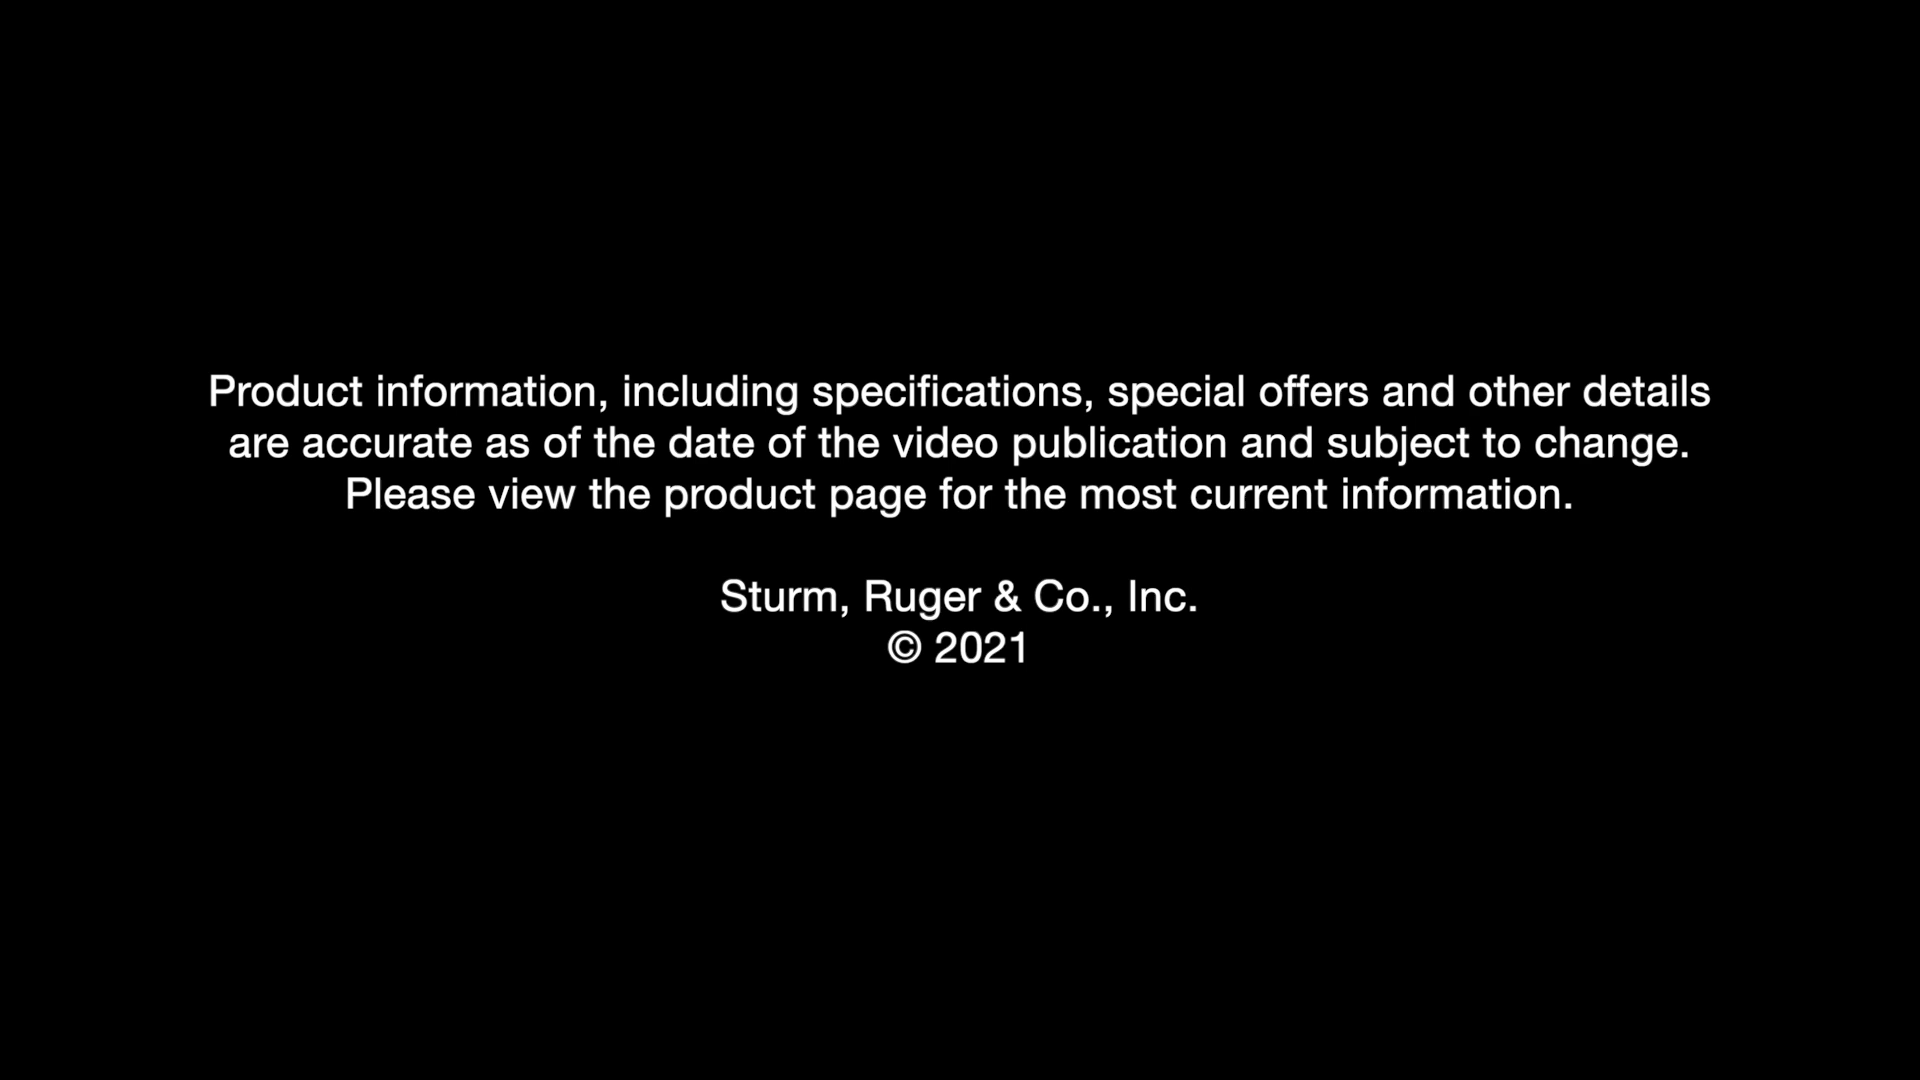 Product information, including specifications, special offers and other details
are accurate as of the date of the video publication and subject to change.
Please view the product page for the most current information.
Sturm, Ruger & Co., Inc.
© 2021